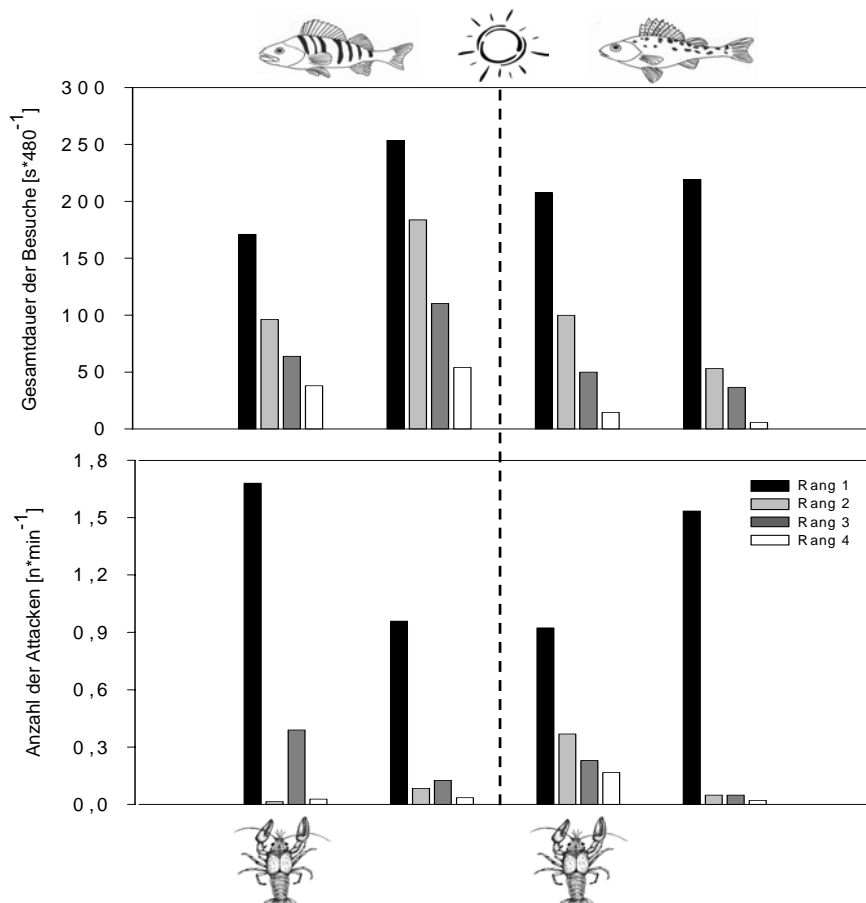 Gesamtdauer der Besuche [s*480⁻¹]
300
250
200
150
100
50
0
Anzahl der Attacken [n*min⁻¹]
1,8
1,5
1,2
0,9
0,6
0,3
0,0
Rang 1
Rang 2
Rang 3
Rang 4